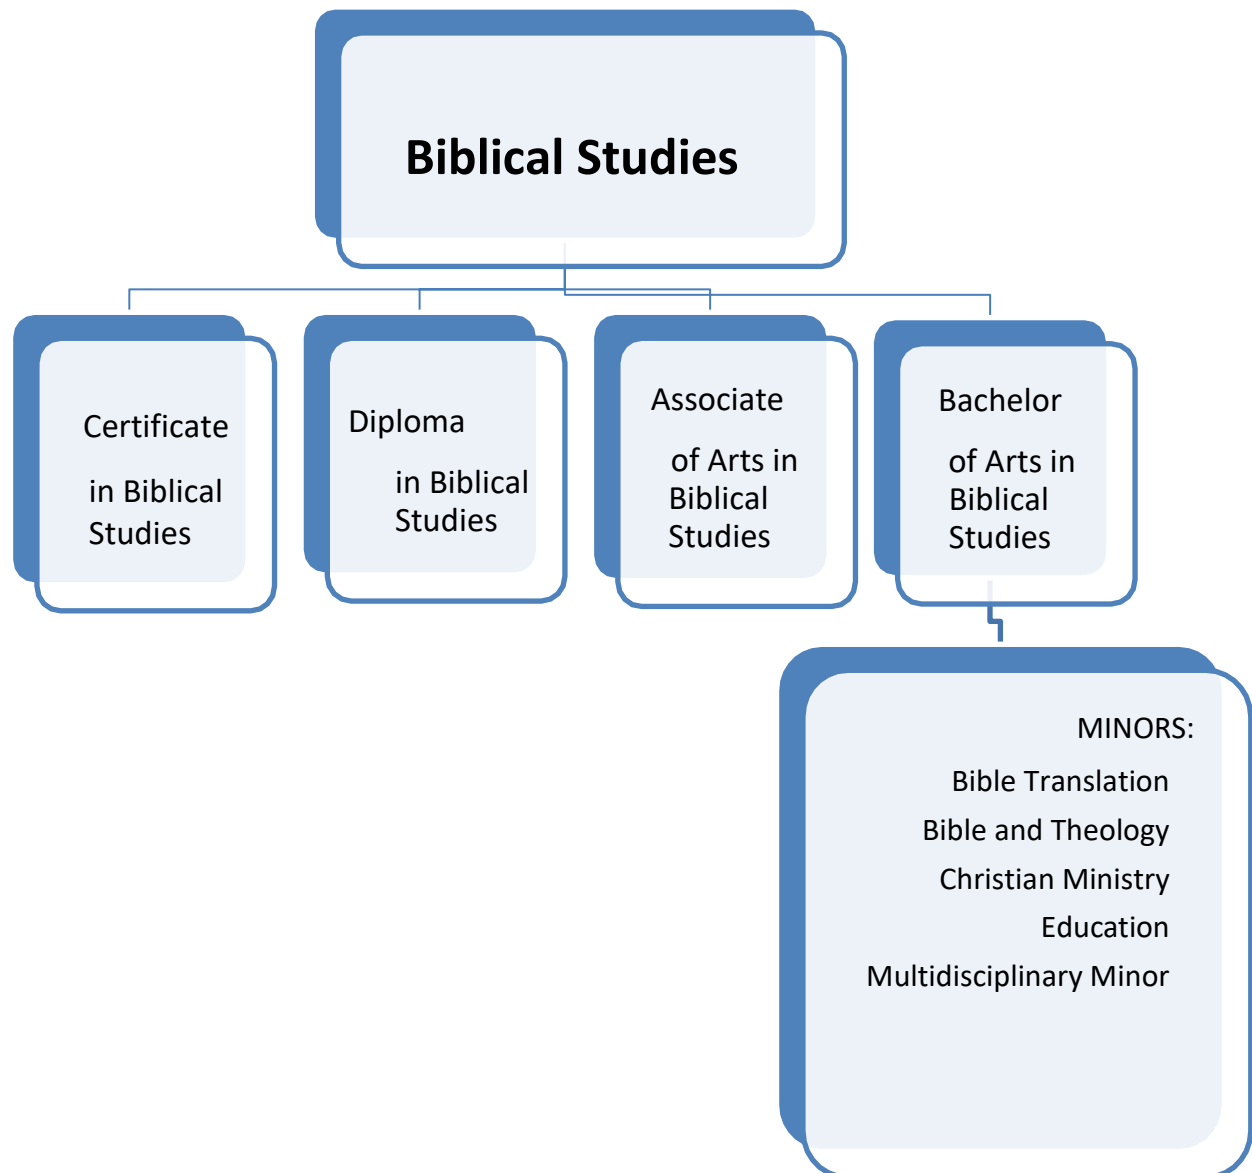 Biblical Studies
Certificate
in Biblical
Studies
Diploma
in Biblical
Studies
Associate
of Arts in
Biblical
Studies
Bachelor
of Arts in
Biblical
Studies
MINORS:
Bible Translation
Bible and Theology
Christian Ministry
Education
Multidisciplinary Minor